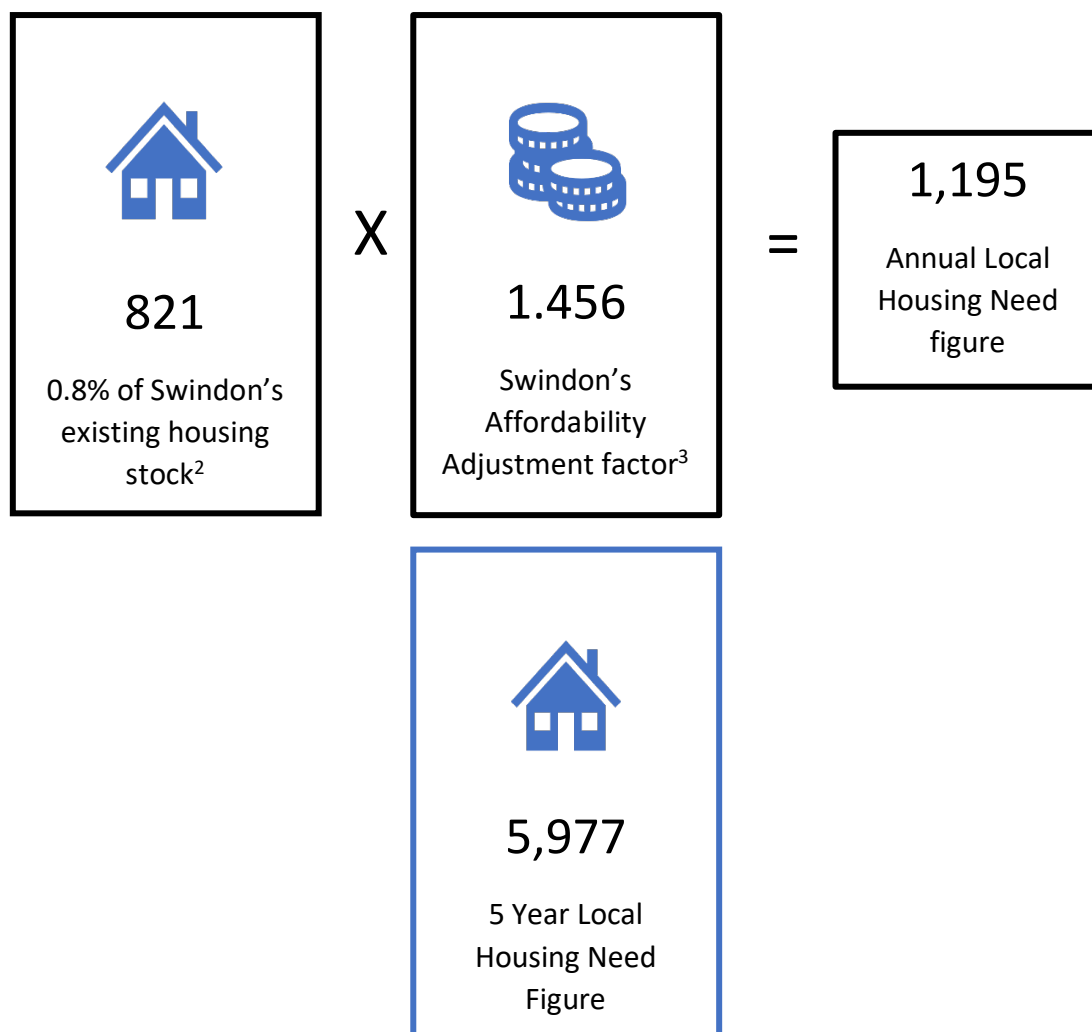 821
0.8% of Swindon’s
existing housing
stock²
X
1.456
Swindon’s
Affordability
Adjustment factor³
=
1,195
Annual Local
Housing Need
figure
5,977
5 Year Local
Housing Need
Figure